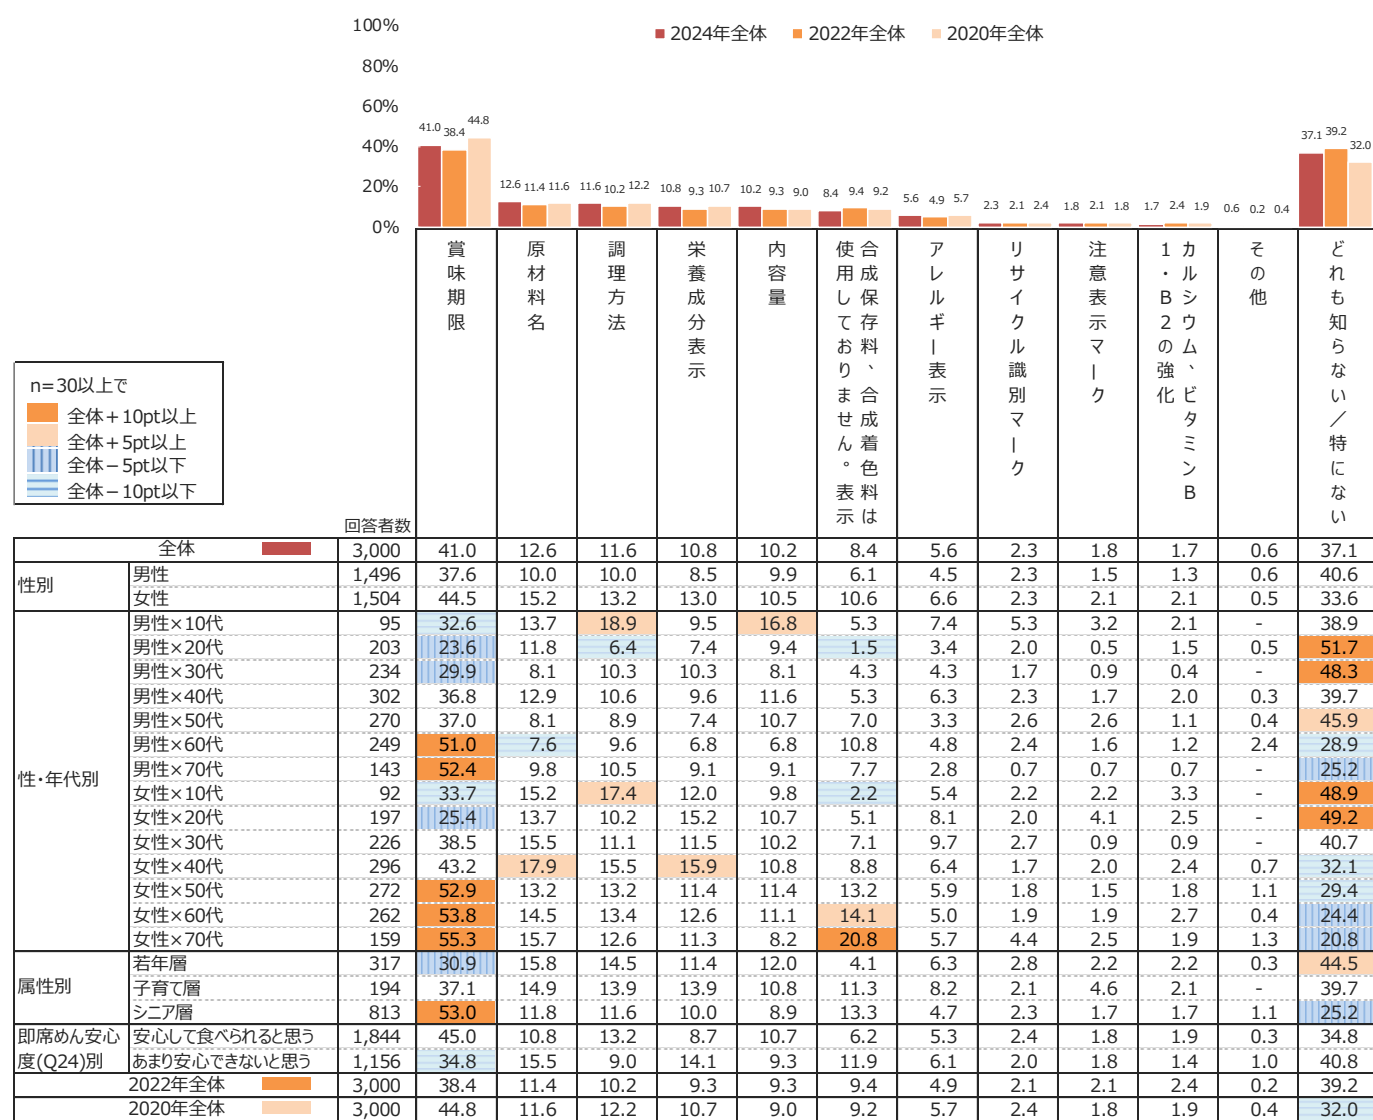 ■ 2024年全体 ■ 2022年全体 ■ 2020年全体
100%
80%
60%
40%
20%
0%
41.0 38.4 44.8
12.6 11.4 11.6
11.6 10.2 12.2
10.8 9.3 10.7
10.2 9.3 9.0
8.4 9.4 9.2
5.6 4.9 5.7
2.3 2.1 2.4
1.8 2.1 1.8
1.7 2.4 1.9
0.6 0.2 0.4
37.1 39.2 32.0
賞味期限
原材料名
調理方法
栄養成分表示
内容量
合成保存料、合成着色料は
使用しておりません。表示
アレルギー表示
リサイクル識別マーク
注意表示マーク
カルシウム、ビタミンB
1・B2の強化
その他
どれも知らない／特にない
n=30以上で
全体＋10pt以上
全体＋5pt以上
全体－5pt以下
全体－10pt以下
回答者数
全体 3,000 41.0 12.6 11.6 10.8 10.2 8.4 5.6 2.3 1.8 1.7 0.6 37.1
性別
男性 1,496 37.6 10.0 10.0 8.5 9.9 6.1 4.5 2.3 1.5 1.3 0.6 40.6
女性 1,504 44.5 15.2 13.2 13.0 10.5 10.6 6.6 2.3 2.1 2.1 0.5 33.6
性・年代別
男性×10代 95 32.6 13.7 18.9 9.5 16.8 5.3 7.4 5.3 3.2 2.1 - 38.9
男性×20代 203 23.6 11.8 6.4 7.4 9.4 1.5 3.4 2.0 0.5 1.5 0.5 51.7
男性×30代 234 29.9 8.1 10.3 10.3 8.1 4.3 4.3 1.7 0.9 0.4 - 48.3
男性×40代 302 36.8 12.9 10.6 9.6 11.6 5.3 6.3 2.3 1.7 2.0 0.3 39.7
男性×50代 270 37.0 8.1 8.9 7.4 10.7 7.0 3.3 2.6 2.6 1.1 0.4 45.9
男性×60代 249 51.0 7.6 9.6 6.8 6.8 10.8 4.8 2.4 1.6 1.2 2.4 28.9
男性×70代 143 52.4 9.8 10.5 9.1 9.1 7.7 2.8 0.7 0.7 0.7 - 25.2
女性×10代 92 33.7 15.2 17.4 12.0 9.8 2.2 5.4 2.2 2.2 3.3 - 48.9
女性×20代 197 25.4 13.7 10.2 15.2 10.7 5.1 8.1 2.0 4.1 2.5 - 49.2
女性×30代 226 38.5 15.5 11.1 11.5 10.2 7.1 9.7 2.7 0.9 0.9 - 40.7
女性×40代 296 43.2 17.9 15.5 15.9 10.8 8.8 6.4 1.7 2.0 2.4 0.7 32.1
女性×50代 272 52.9 13.2 13.2 11.4 11.4 13.2 5.9 1.8 1.5 1.8 1.1 29.4
女性×60代 262 53.8 14.5 13.4 12.6 11.1 14.1 5.0 1.9 1.9 2.7 0.4 24.4
女性×70代 159 55.3 15.7 12.6 11.3 8.2 20.8 5.7 4.4 2.5 1.9 1.3 20.8
属性別
若年層 317 30.9 15.8 14.5 11.4 12.0 4.1 6.3 2.8 2.2 2.2 0.3 44.5
子育て層 194 37.1 14.9 13.9 13.9 10.8 11.3 8.2 2.1 4.6 2.1 - 39.7
シニア層 813 53.0 11.8 11.6 10.0 8.9 13.3 4.7 2.3 1.7 1.7 1.1 25.2
即席めん安心
度(Q24)別
安心して食べられると思う 1,844 45.0 10.8 13.2 8.7 10.7 6.2 5.3 2.4 1.8 1.9 0.3 34.8
あまり安心できないと思う 1,156 34.8 15.5 9.0 14.1 9.3 11.9 6.1 2.0 1.8 1.4 1.0 40.8
2022年全体 3,000 38.4 11.4 10.2 9.3 9.3 9.4 4.9 2.1 2.1 2.4 0.2 39.2
2020年全体 3,000 44.8 11.6 12.2 10.7 9.0 9.2 5.7 2.4 1.8 1.9 0.4 32.0